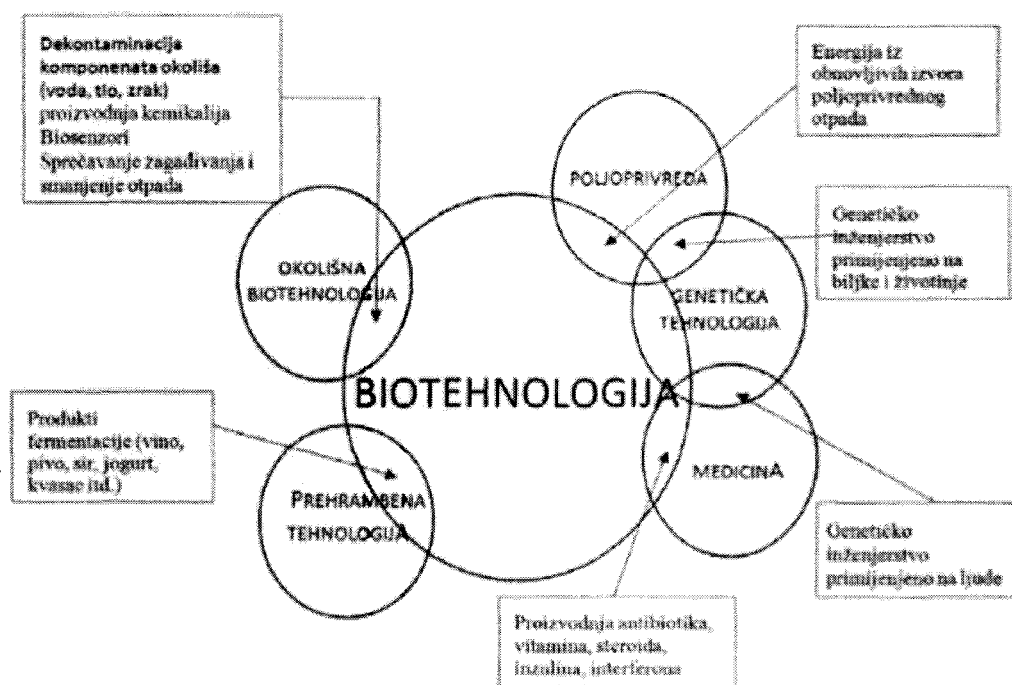 Dekontaminacija
komponenata okoliša
(voda, tlo, zrak)
proizvodnja kemikalija
Biosenzori
Sprečavanje zagađivanja i
smanjenje otpada
Energija iz
obnovljivih izvora
poljoprivrednog
otpada
POLJOPRIVREDA
Genetičko
inženjerstvo
primijenjeno na
biljke i životinje
OKOLIŠNA
BIOTEHNOLOGIJA
GENETIČKA
TEHNOLOGIJA
BIOTEHNOLOGIJA
Produkti
fermentacije (vino,
pivo, sir, jogurt,
kvasac itd.)
MEDICINA
PREHRAMBENA
TEHNOLOGIJA
Genetičko
inženjerstvo
primijenjeno na ljude
Proizvodnja antibiotika,
vitamina, steroida,
inzulina, interferona